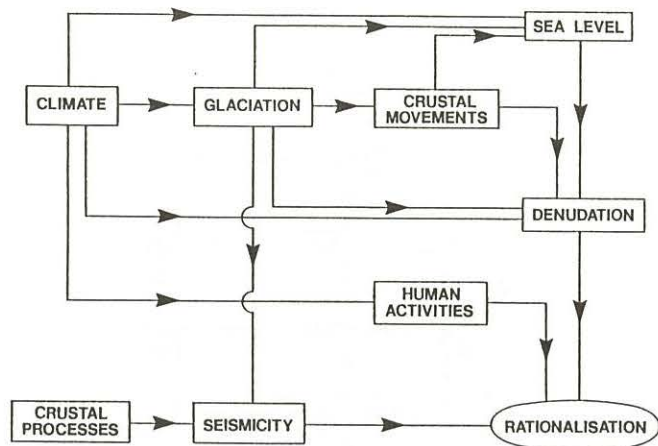 SEA LEVEL
CLIMATE
GLACIATION
CRUSTAL
MOVEMENTS
DENUDATION
HUMAN
ACTIVITIES
CRUSTAL
PROCESSES
SEISMICITY
RATIONALISATION